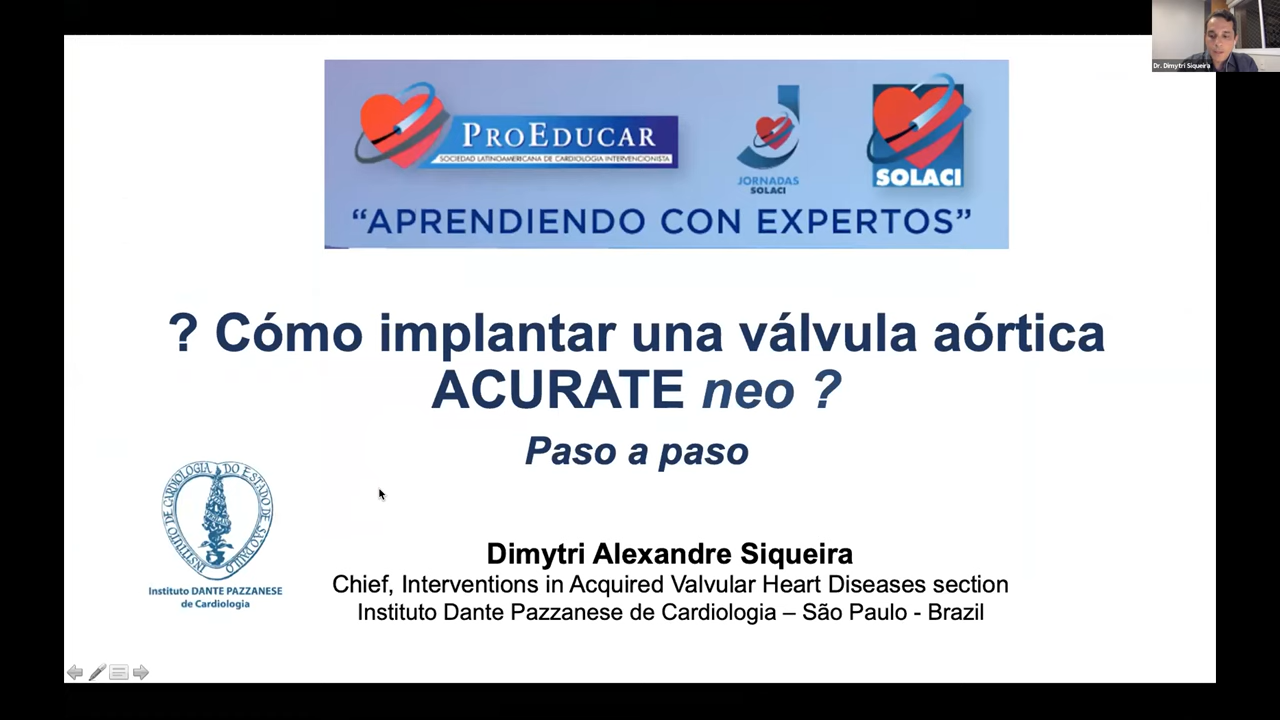 Dr. Dimytri Siqueira
PROEDUCAR
SOCIEDAD LATINOAMERICANA DE CARDIOLOGIA INTERVENCIONISTA
JORNADAS
SOLACI
SOLACI
“APRENDIENDO CON EXPERTOS”
? Cómo implantar una válvula aórtica
ACURATE neo ?
Paso a paso
INSTITUTO DE CARDIOLOGIA DO ESTADO DE SÃO PAULO
Instituto DANTE PAZZANESE
de Cardiologia
Dimytri Alexandre Siqueira
Chief, Interventions in Acquired Valvular Heart Diseases section
Instituto Dante Pazzanese de Cardiologia – São Paulo - Brazil